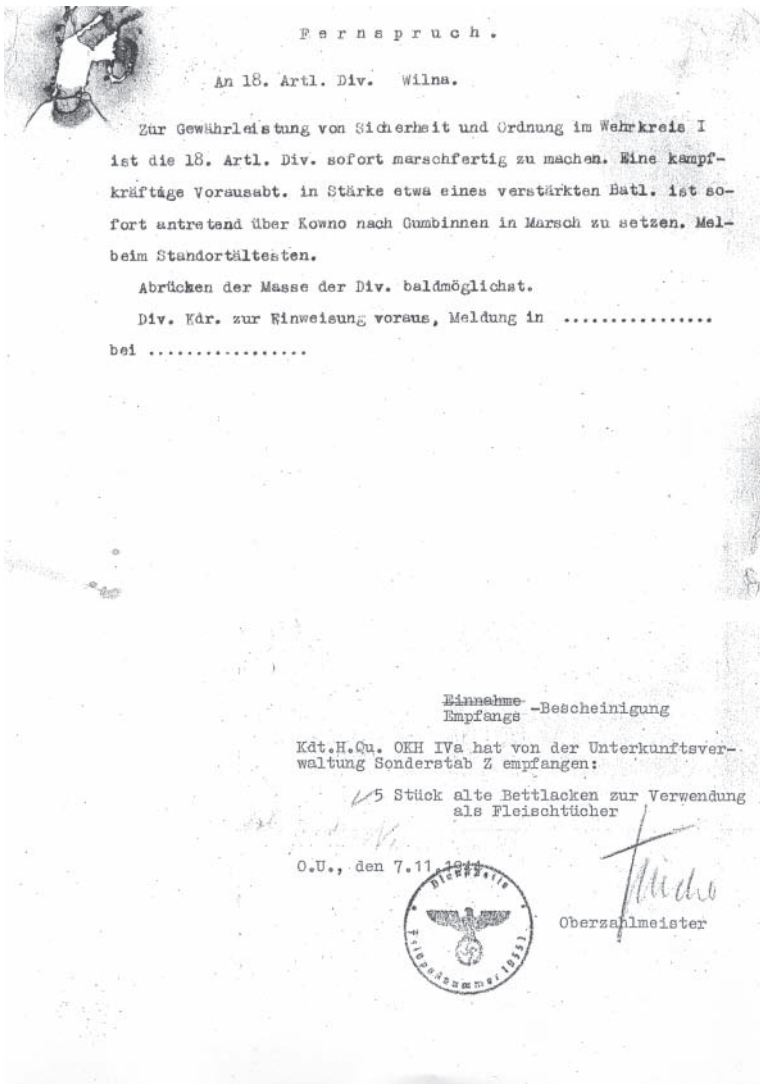 Fernspruch.
An 18. Artl. Div. Wilna.
Zur Gewährleistung von Sicherheit und Ordnung im Wehrkreis I
ist die 18. Artl. Div. sofort marschfertig zu machen. Eine kampf-
kräftige Vorausabt. in Stärke etwa eines verstärkten Batl. ist so-
fort antretend über Kowno nach Gumbinnen in Marsch zu setzen. Mel-
beim Standortältesten.
Abrücken der Masse der Div. baldmöglichst.
Div. Kdr. zur Einweisung voraus, Meldung in ................
bei .................
Einnahme
Empfangs -Bescheinigung
Kdt.H.Qu. OKH IVa hat von der Unterkunftsver-
waltung Sonderstab Z empfangen:
5 Stück alte Bettlacken zur Verwendung
als Fleischtücher
O.U., den 7.11.1944
Dienststelle
Feldpostnummer
Oberzahlmeister